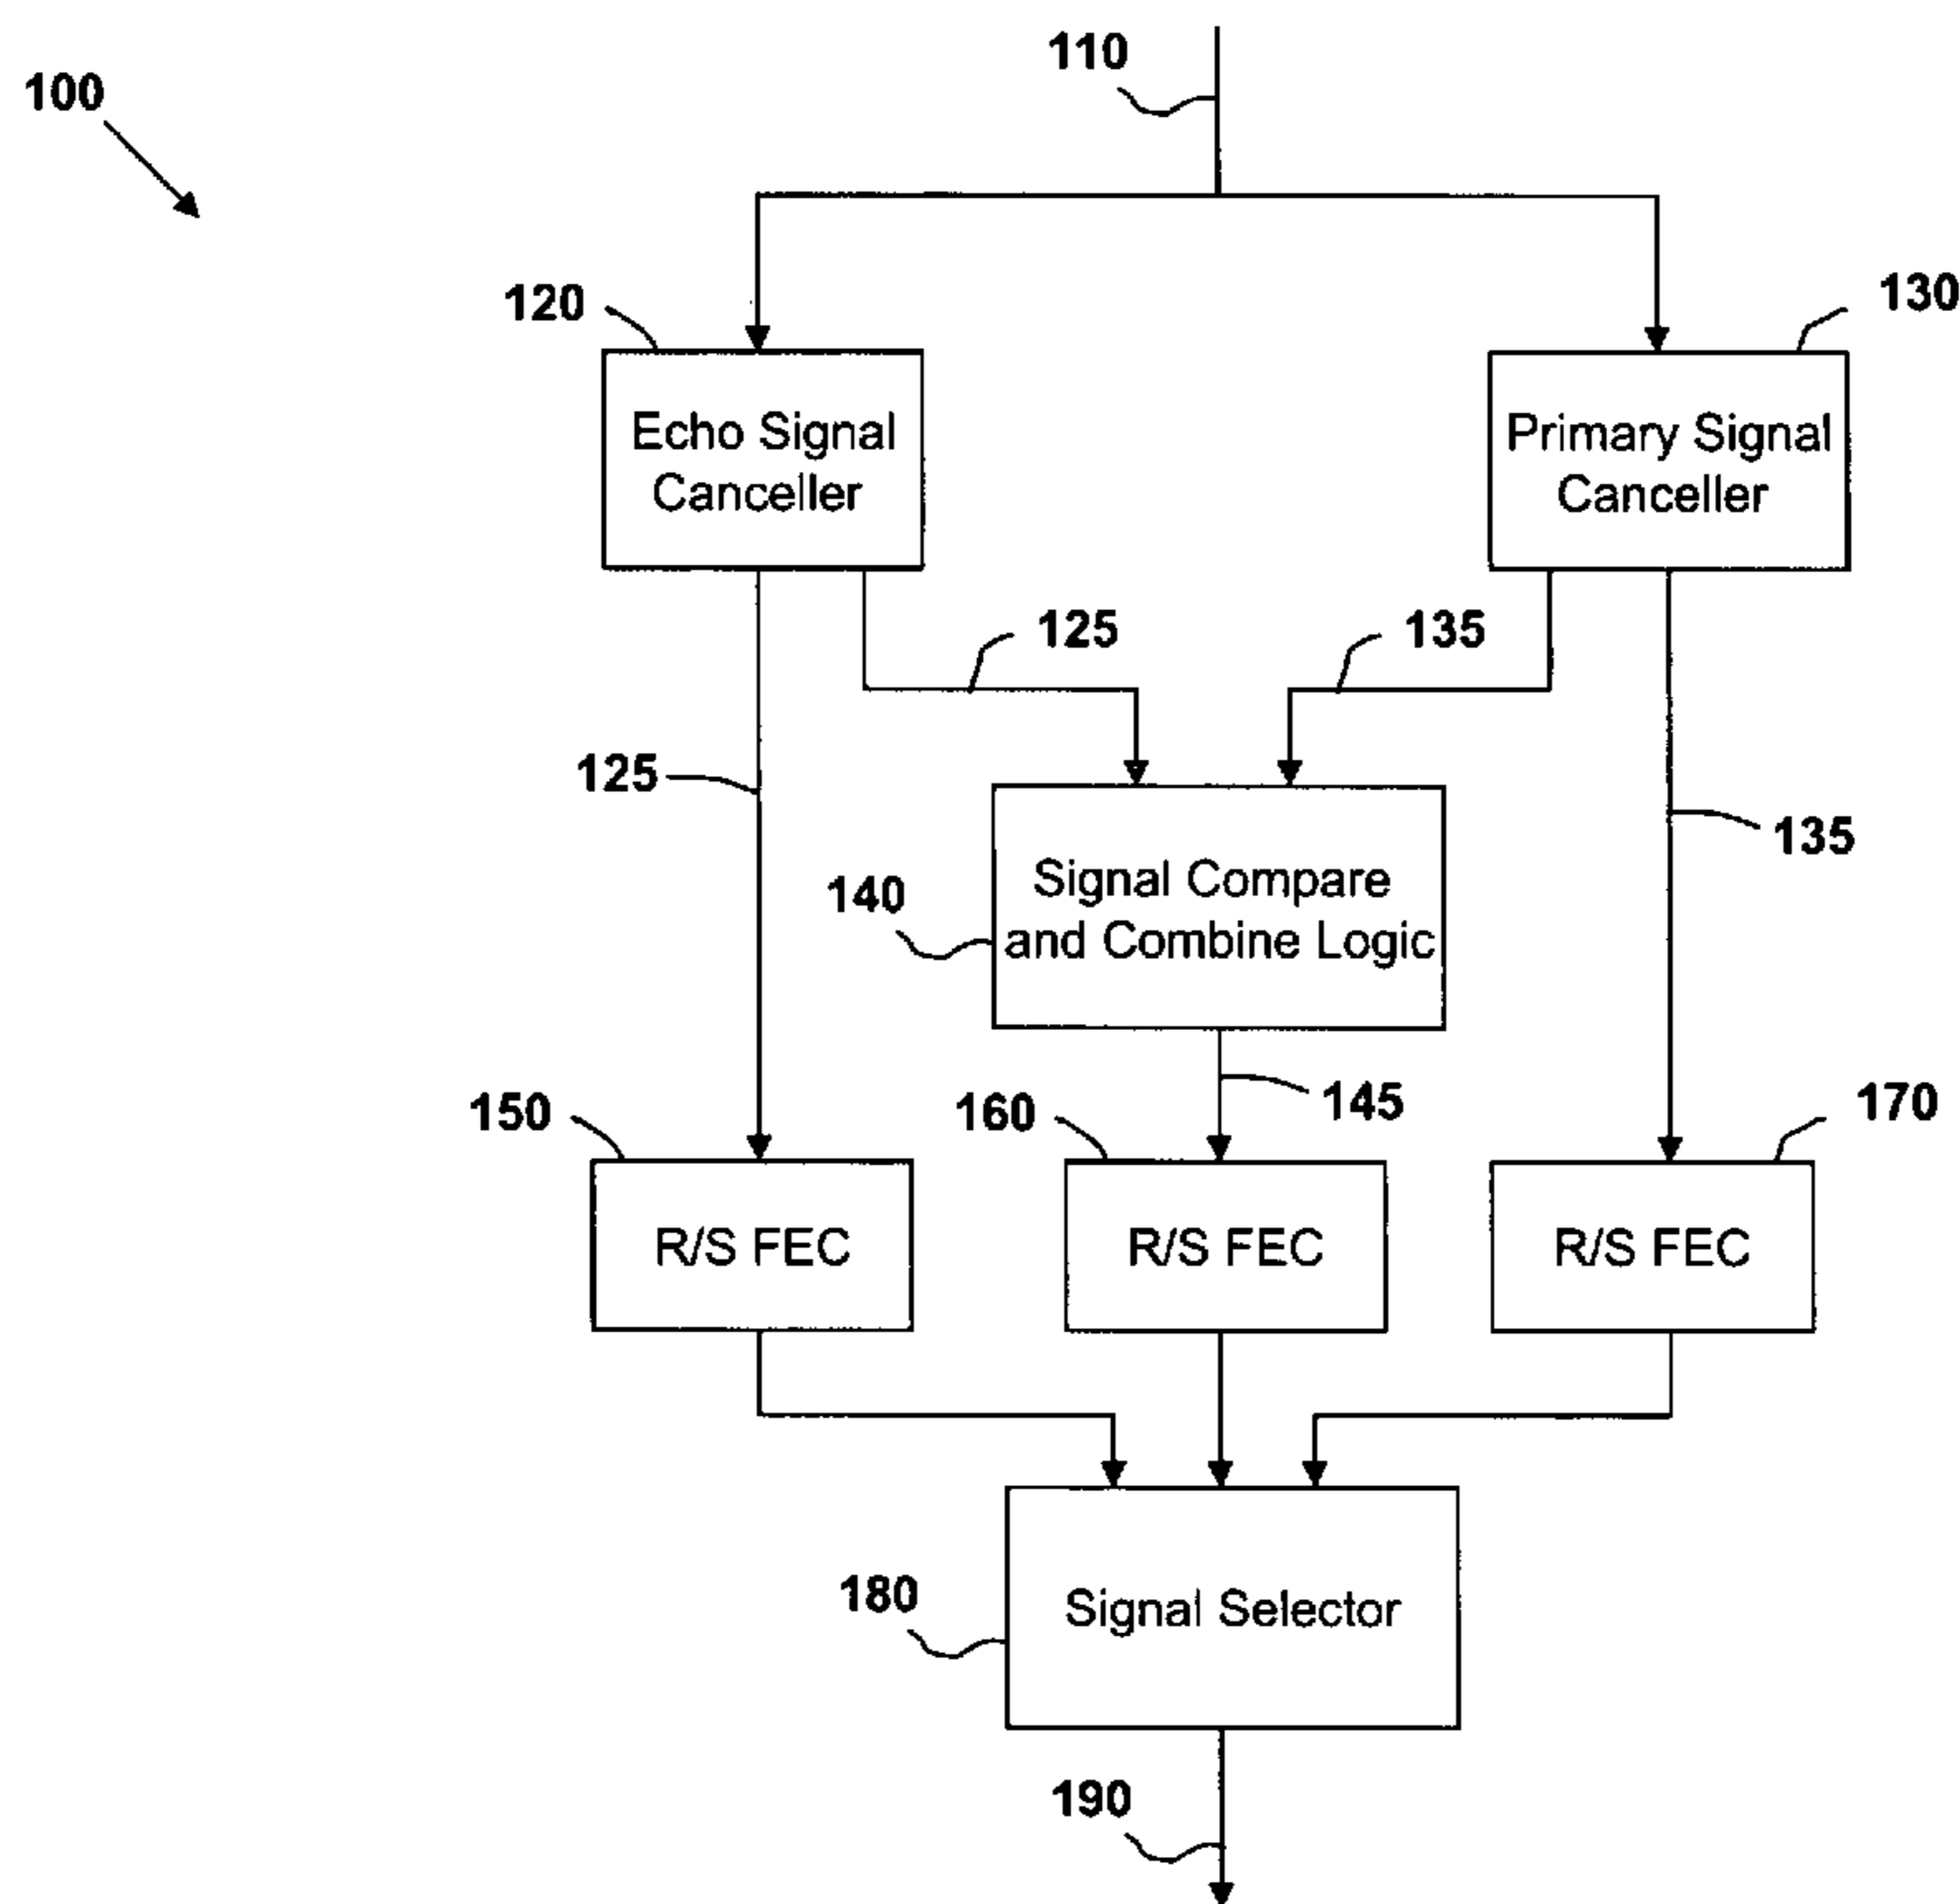 110
100
120
130
Echo Signal
Canceller
Primary Signal
Canceller
125
135
125
135
Signal Compare
and Combine Logic
140
145
150
160
170
R/S FEC
R/S FEC
R/S FEC
180
Signal Selector
190